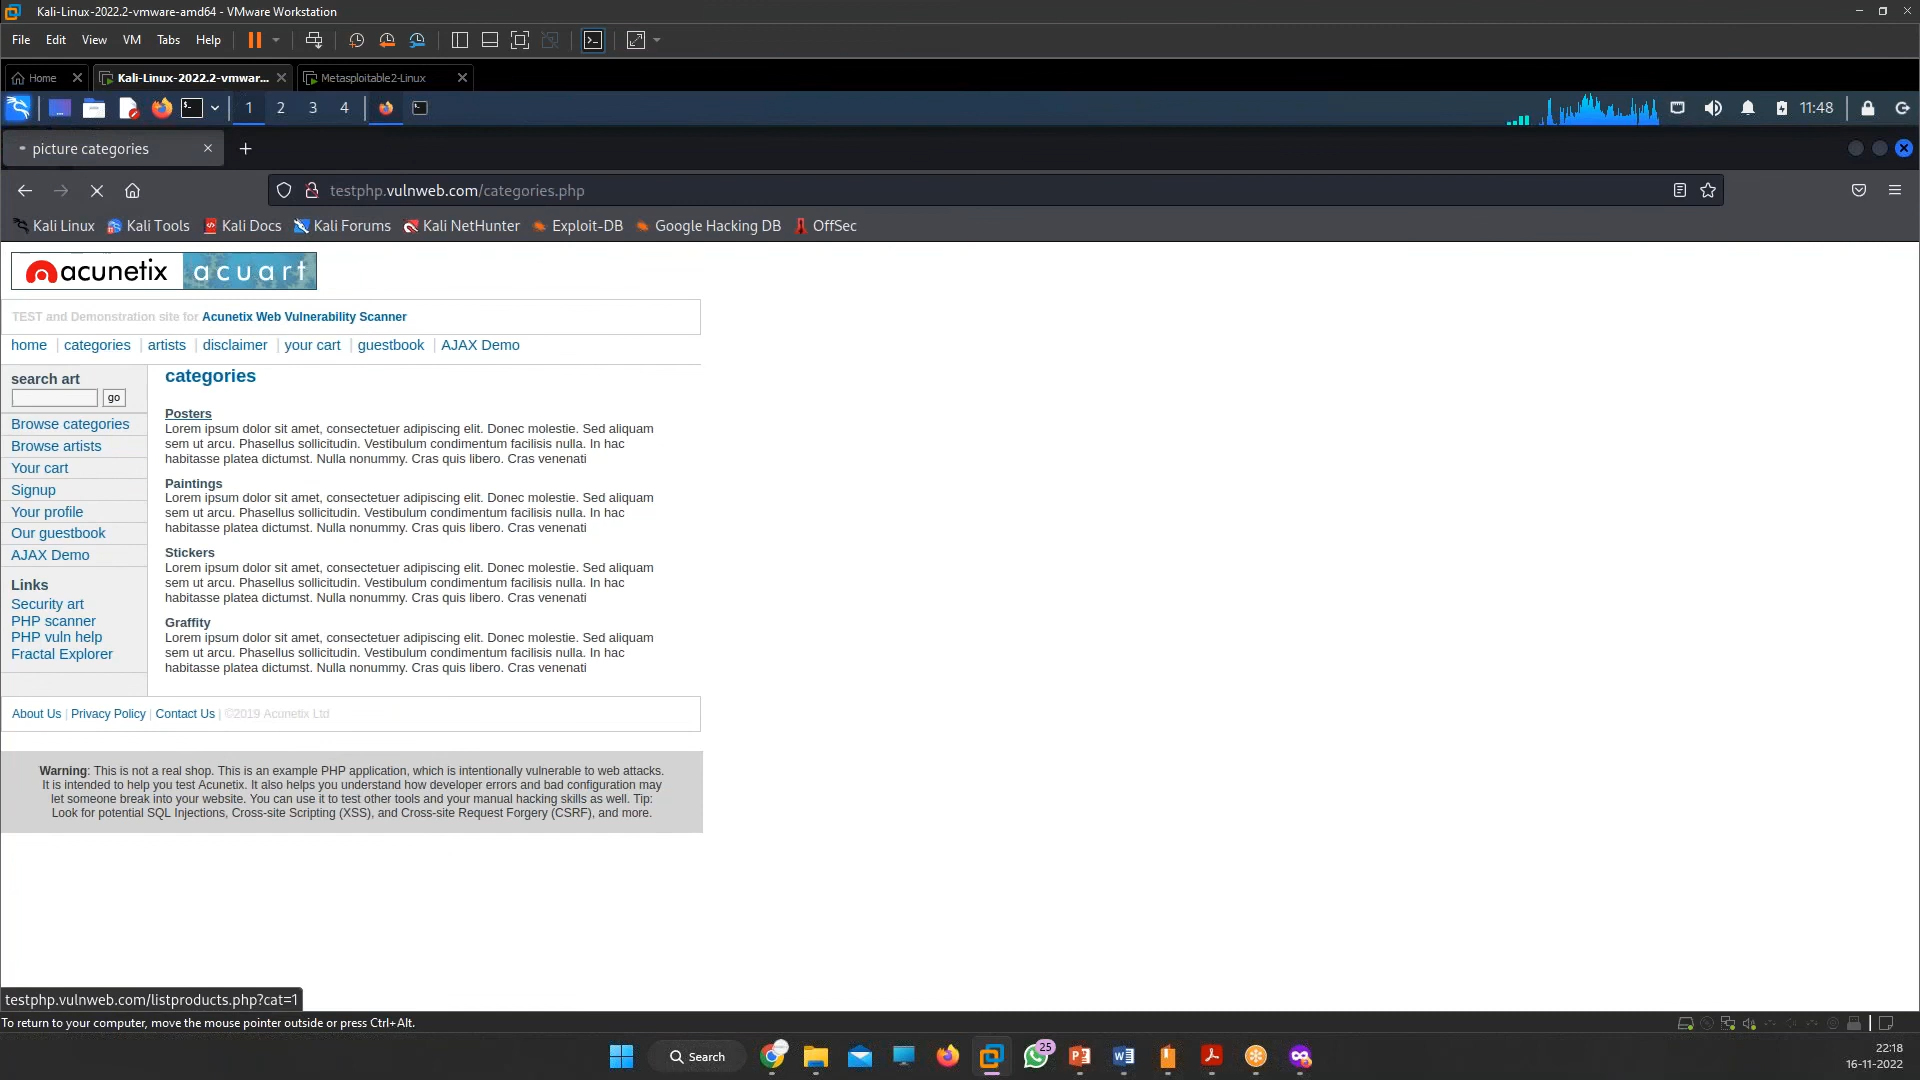 Kali-Linux-2022.2-vmware-amd64 - VMware Workstation
File Edit View VM Tabs Help
Home Kali-Linux-2022.2-vmwar... Metasploitable2-Linux
1 2 3 4 11:48
picture categories
testphp.vulnweb.com/categories.php
Kali Linux Kali Tools Kali Docs Kali Forums Kali NetHunter Exploit-DB Google Hacking DB OffSec
acunetix acuart
TEST and Demonstration site for Acunetix Web Vulnerability Scanner
home | categories | artists | disclaimer | your cart | guestbook | AJAX Demo
search art
go
Browse categories
Browse artists
Your cart
Signup
Your profile
Our guestbook
AJAX Demo
Links
Security art
PHP scanner
PHP vuln help
Fractal Explorer
categories
Posters
Lorem ipsum dolor sit amet, consectetuer adipiscing elit. Donec molestie. Sed aliquam
sem ut arcu. Phasellus sollicitudin. Vestibulum condimentum facilisis nulla. In hac
habitasse platea dictumst. Nulla nonummy. Cras quis libero. Cras venenati
Paintings
Lorem ipsum dolor sit amet, consectetuer adipiscing elit. Donec molestie. Sed aliquam
sem ut arcu. Phasellus sollicitudin. Vestibulum condimentum facilisis nulla. In hac
habitasse platea dictumst. Nulla nonummy. Cras quis libero. Cras venenati
Stickers
Lorem ipsum dolor sit amet, consectetuer adipiscing elit. Donec molestie. Sed aliquam
sem ut arcu. Phasellus sollicitudin. Vestibulum condimentum facilisis nulla. In hac
habitasse platea dictumst. Nulla nonummy. Cras quis libero. Cras venenati
Graffity
Lorem ipsum dolor sit amet, consectetuer adipiscing elit. Donec molestie. Sed aliquam
sem ut arcu. Phasellus sollicitudin. Vestibulum condimentum facilisis nulla. In hac
habitasse platea dictumst. Nulla nonummy. Cras quis libero. Cras venenati
About Us | Privacy Policy | Contact Us | ©2019 Acunetix Ltd
Warning: This is not a real shop. This is an example PHP application, which is intentionally vulnerable to web attacks.
It is intended to help you test Acunetix. It also helps you understand how developer errors and bad configuration may
let someone break into your website. You can use it to test other tools and your manual hacking skills as well. Tip:
Look for potential SQL Injections, Cross-site Scripting (XSS), and Cross-site Request Forgery (CSRF), and more.
testphp.vulnweb.com/listproducts.php?cat=1
To return to your computer, move the mouse pointer outside or press Ctrl+Alt.
Search
25
22:18
16-11-2022